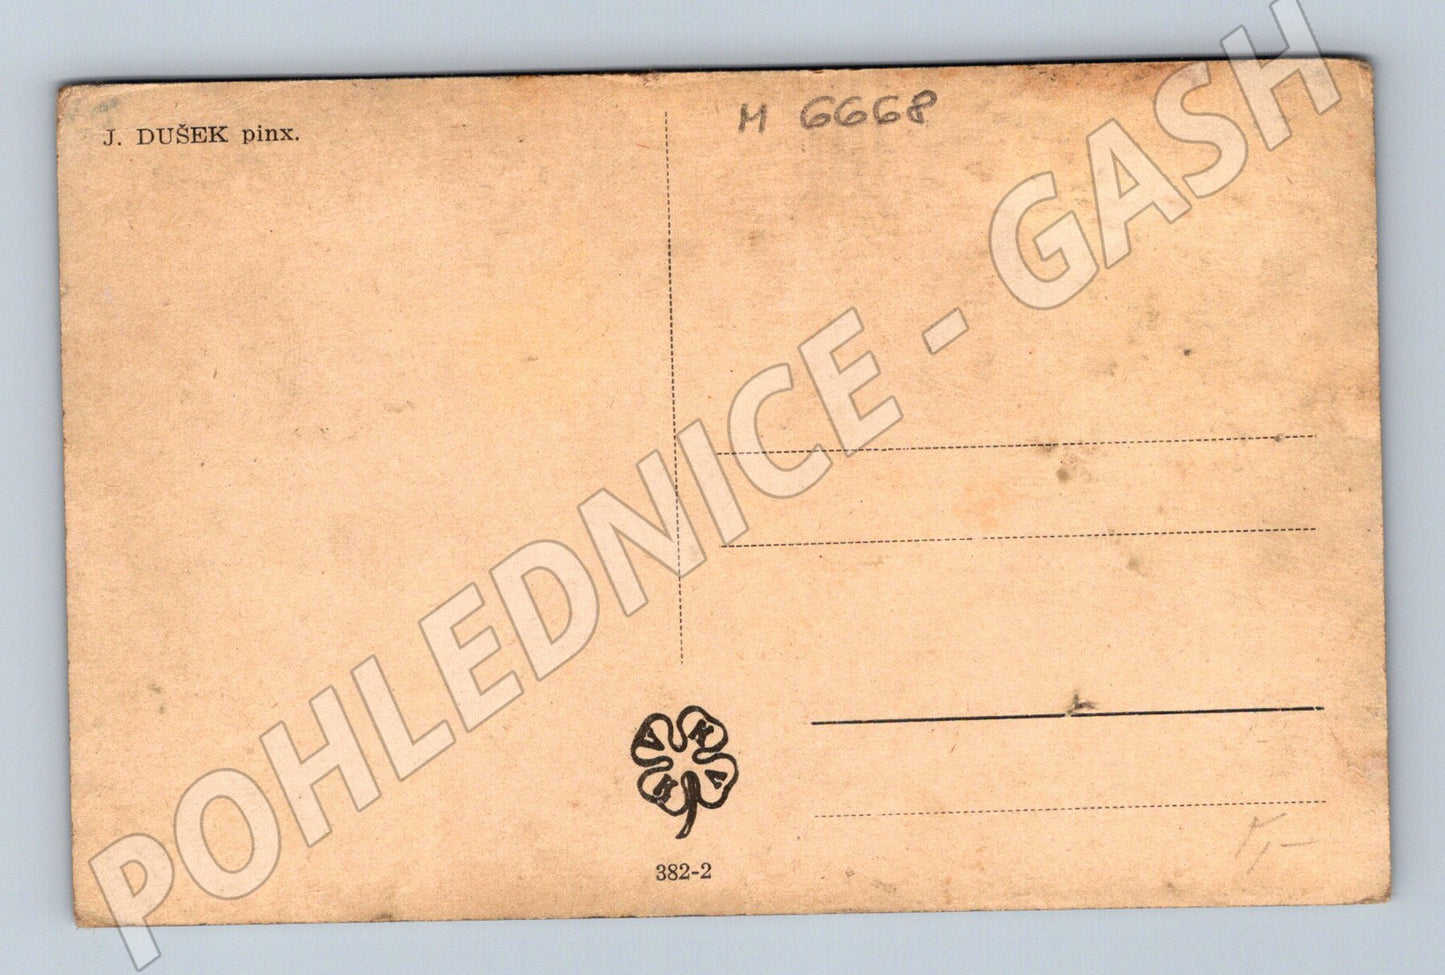 J. DUŠEK pinx.
M 6668
POHLEDNICE - GASH
V K
K V
382-2